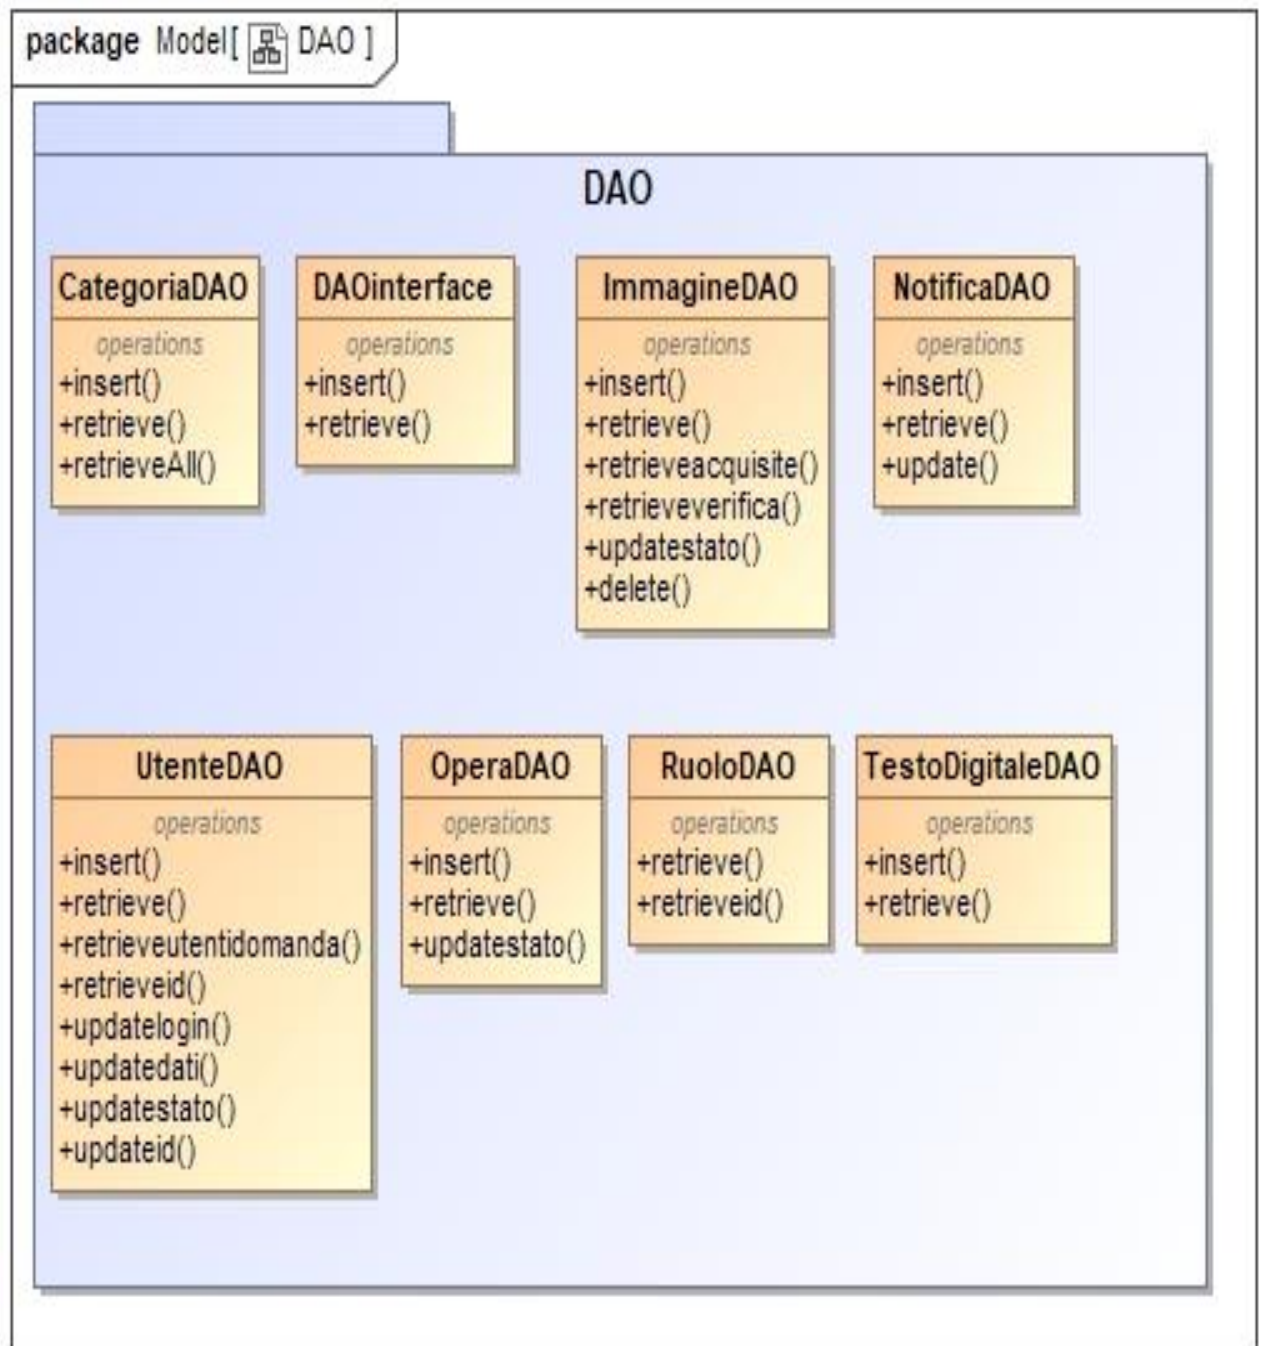 package Model[ DAO ]
DAO
CategoriaDAO
operations
+insert()
+retrieve()
+retrieveAll()
DAOinterface
operations
+insert()
+retrieve()
ImmagineDAO
operations
+insert()
+retrieve()
+retrieveacquisite()
+retrieveverifica()
+updatestato()
+delete()
NotificaDAO
operations
+insert()
+retrieve()
+update()
UtenteDAO
operations
+insert()
+retrieve()
+retrieveutentidomanda()
+retrieveid()
+updatelogin()
+updatedati()
+updatestato()
+updateid()
OperaDAO
operations
+insert()
+retrieve()
+updatestato()
RuoloDAO
operations
+retrieve()
+retrieveid()
TestoDigitaleDAO
operations
+insert()
+retrieve()